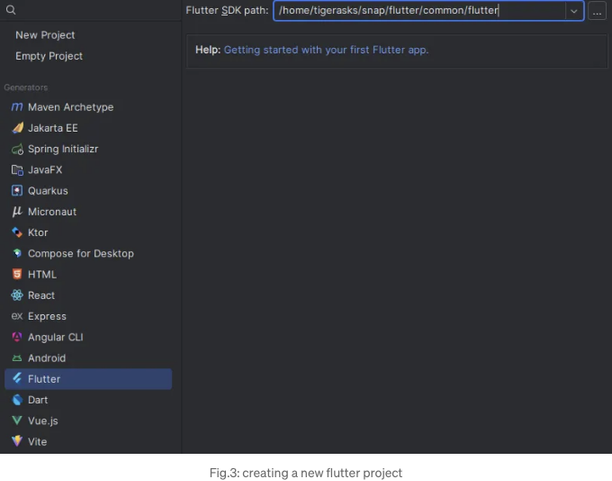 Flutter SDK path: /home/tigerasks/snap/flutter/common/flutter ...
New Project
Empty Project
Help: Getting started with your first Flutter app.
Generators
Maven Archetype
Jakarta EE
Spring Initializr
JavaFX
Quarkus
Micronaut
Ktor
Compose for Desktop
HTML
React
ex Express
Angular CLI
Android
Flutter
Dart
Vue.js
Vite
Fig.3: creating a new flutter project